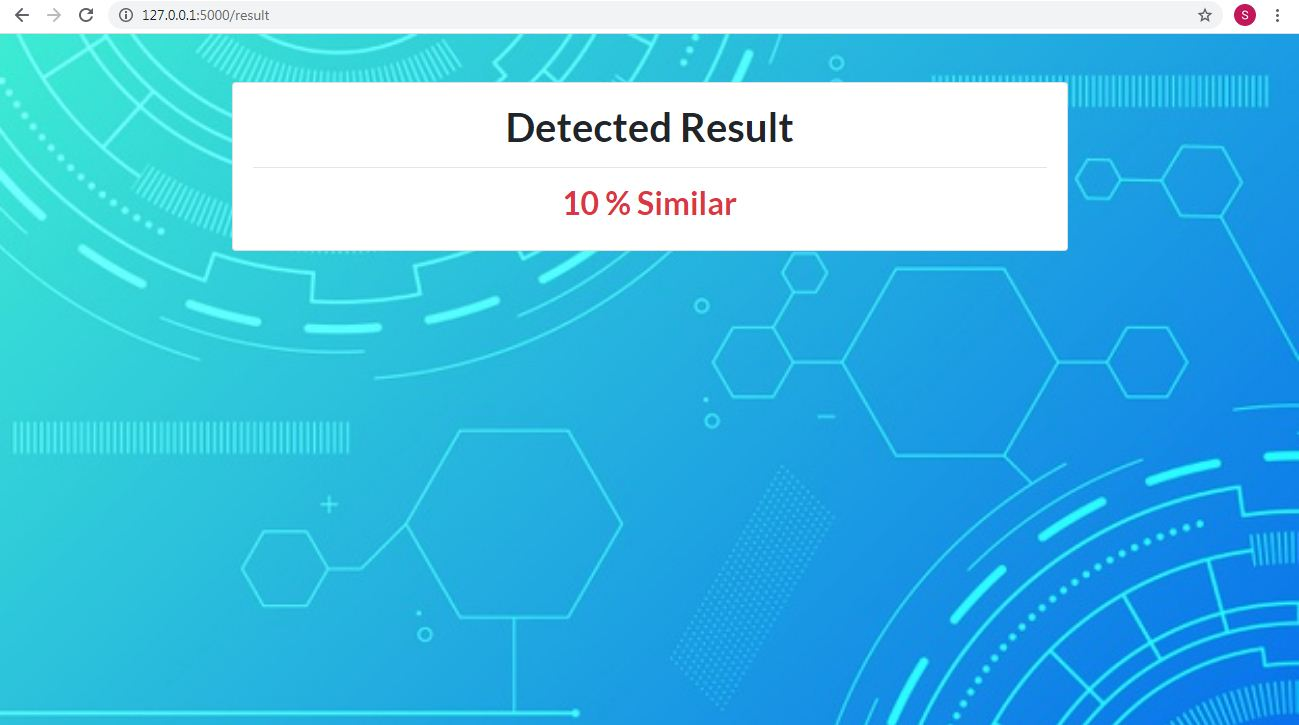 127.0.0.1:5000/result
S
Detected Result
10 % Similar